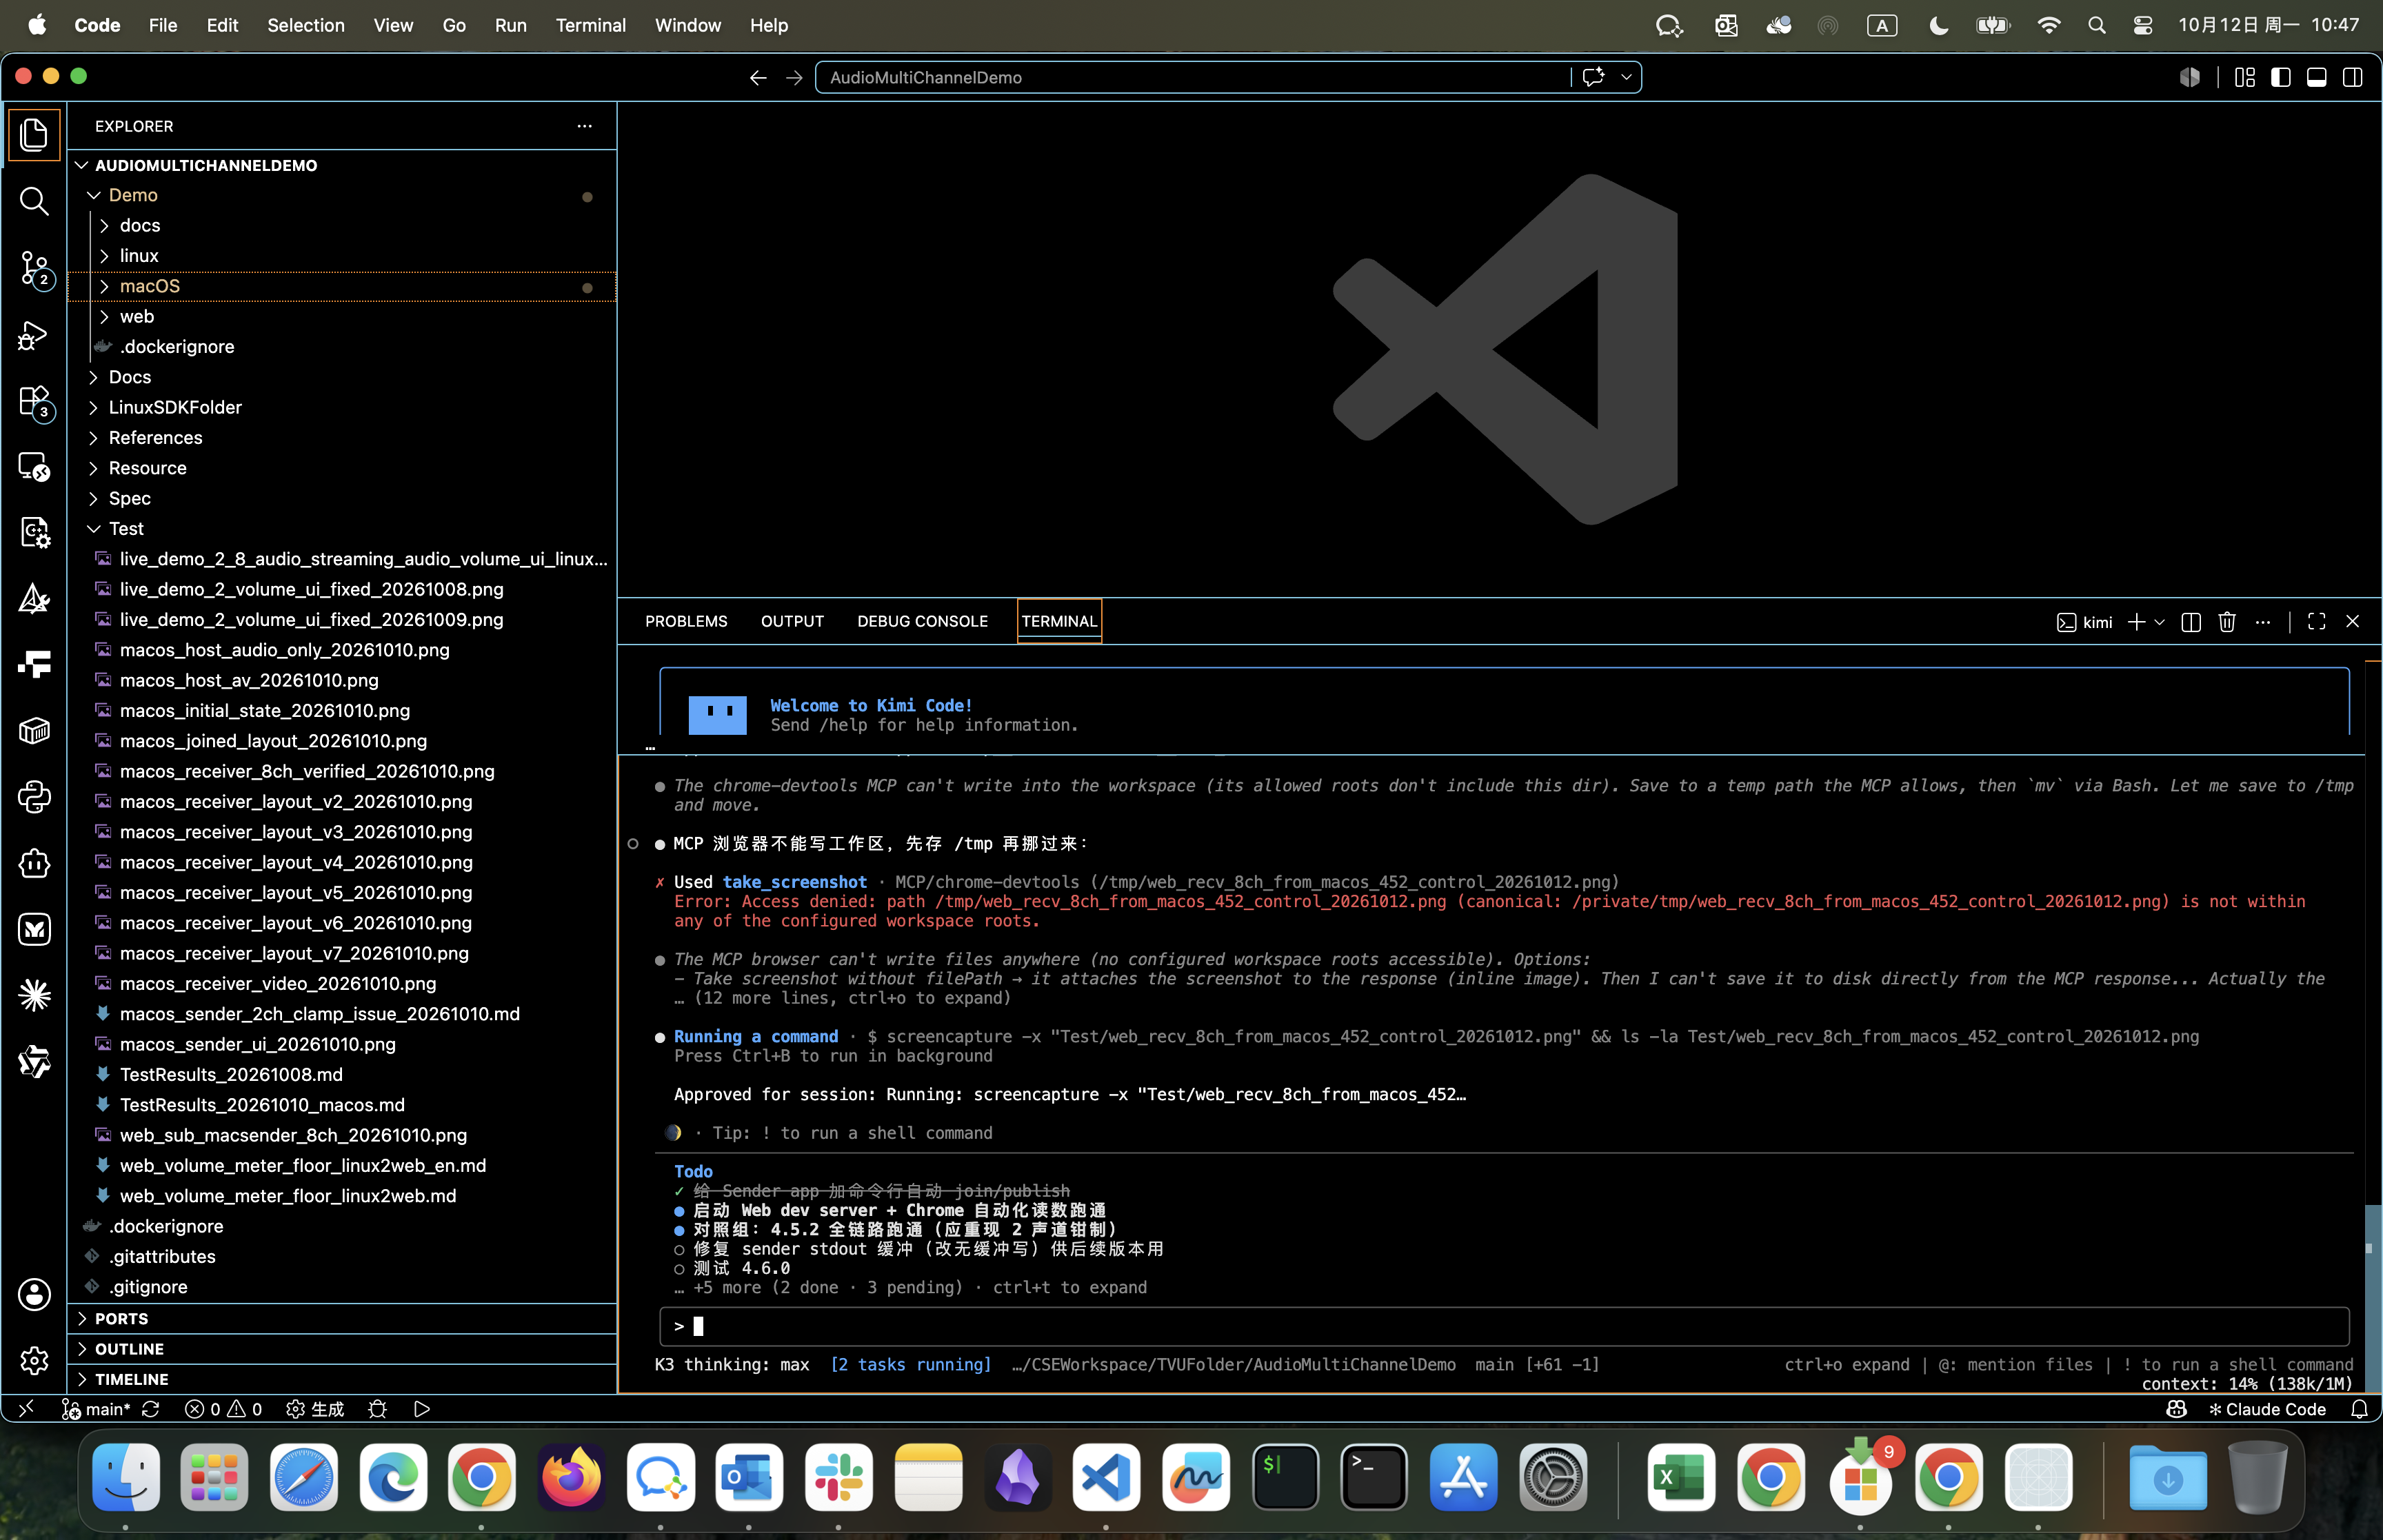 Code File Edit Selection View Go Run Terminal Window Help
A
10月12日 周一 10:47
AudioMultiChannelDemo
EXPLORER
AUDIOMULTICHANNELDEMO
Demo
docs
linux
2
macOS
web
.dockerignore
Docs
3
LinuxSDKFolder
References
Resource
Spec
Test
live_demo_2_8_audio_streaming_audio_volume_ui_linux...
live_demo_2_volume_ui_fixed_20261008.png
live_demo_2_volume_ui_fixed_20261009.png
macos_host_audio_only_20261010.png
macos_host_av_20261010.png
macos_initial_state_20261010.png
macos_joined_layout_20261010.png
macos_receiver_8ch_verified_20261010.png
macos_receiver_layout_v2_20261010.png
macos_receiver_layout_v3_20261010.png
macos_receiver_layout_v4_20261010.png
macos_receiver_layout_v5_20261010.png
macos_receiver_layout_v6_20261010.png
macos_receiver_layout_v7_20261010.png
macos_receiver_video_20261010.png
macos_sender_2ch_clamp_issue_20261010.md
macos_sender_ui_20261010.png
TestResults_20261008.md
TestResults_20261010_macos.md
web_sub_macsender_8ch_20261010.png
web_volume_meter_floor_linux2web_en.md
web_volume_meter_floor_linux2web.md
.dockerignore
.gitattributes
.gitignore
PORTS
OUTLINE
TIMELINE
PROBLEMS OUTPUT DEBUG CONSOLE TERMINAL
kimi
Welcome to Kimi Code!
Send /help for help information.
…
● The chrome-devtools MCP can't write into the workspace (its allowed roots don't include this dir). Save to a temp path the MCP allows, then `mv` via Bash. Let me save to /tmp
and move.
● MCP 浏览器不能写工作区，先存 /tmp 再挪过来：
✗ Used take_screenshot · MCP/chrome-devtools (/tmp/web_recv_8ch_from_macos_452_control_20261012.png)
Error: Access denied: path /tmp/web_recv_8ch_from_macos_452_control_20261012.png (canonical: /private/tmp/web_recv_8ch_from_macos_452_control_20261012.png) is not within
any of the configured workspace roots.
● The MCP browser can't write files anywhere (no configured workspace roots accessible). Options:
– Take screenshot without filePath → it attaches the screenshot to the response (inline image). Then I can't save it to disk directly from the MCP response... Actually the
… (12 more lines, ctrl+o to expand)
● Running a command · $ screencapture -x "Test/web_recv_8ch_from_macos_452_control_20261012.png" && ls -la Test/web_recv_8ch_from_macos_452_control_20261012.png
Press Ctrl+B to run in background
Approved for session: Running: screencapture -x "Test/web_recv_8ch_from_macos_452…
· Tip: ! to run a shell command
Todo
✓ 给 Sender app 加命令行自动 join/publish
● 启动 Web dev server + Chrome 自动化读数跑通
● 对照组：4.5.2 全链路跑通（应重现 2 声道钳制）
○ 修复 sender stdout 缓冲（改无缓冲写）供后续版本用
○ 测试 4.6.0
… +5 more (2 done · 3 pending) · ctrl+t to expand
>
K3 thinking: max [2 tasks running] …/CSEWorkspace/TVUFolder/AudioMultiChannelDemo main [+61 -1] ctrl+o expand | @: mention files | ! to run a shell command
context: 14% (138k/1M)
main* 0 0 生成 Claude Code
9